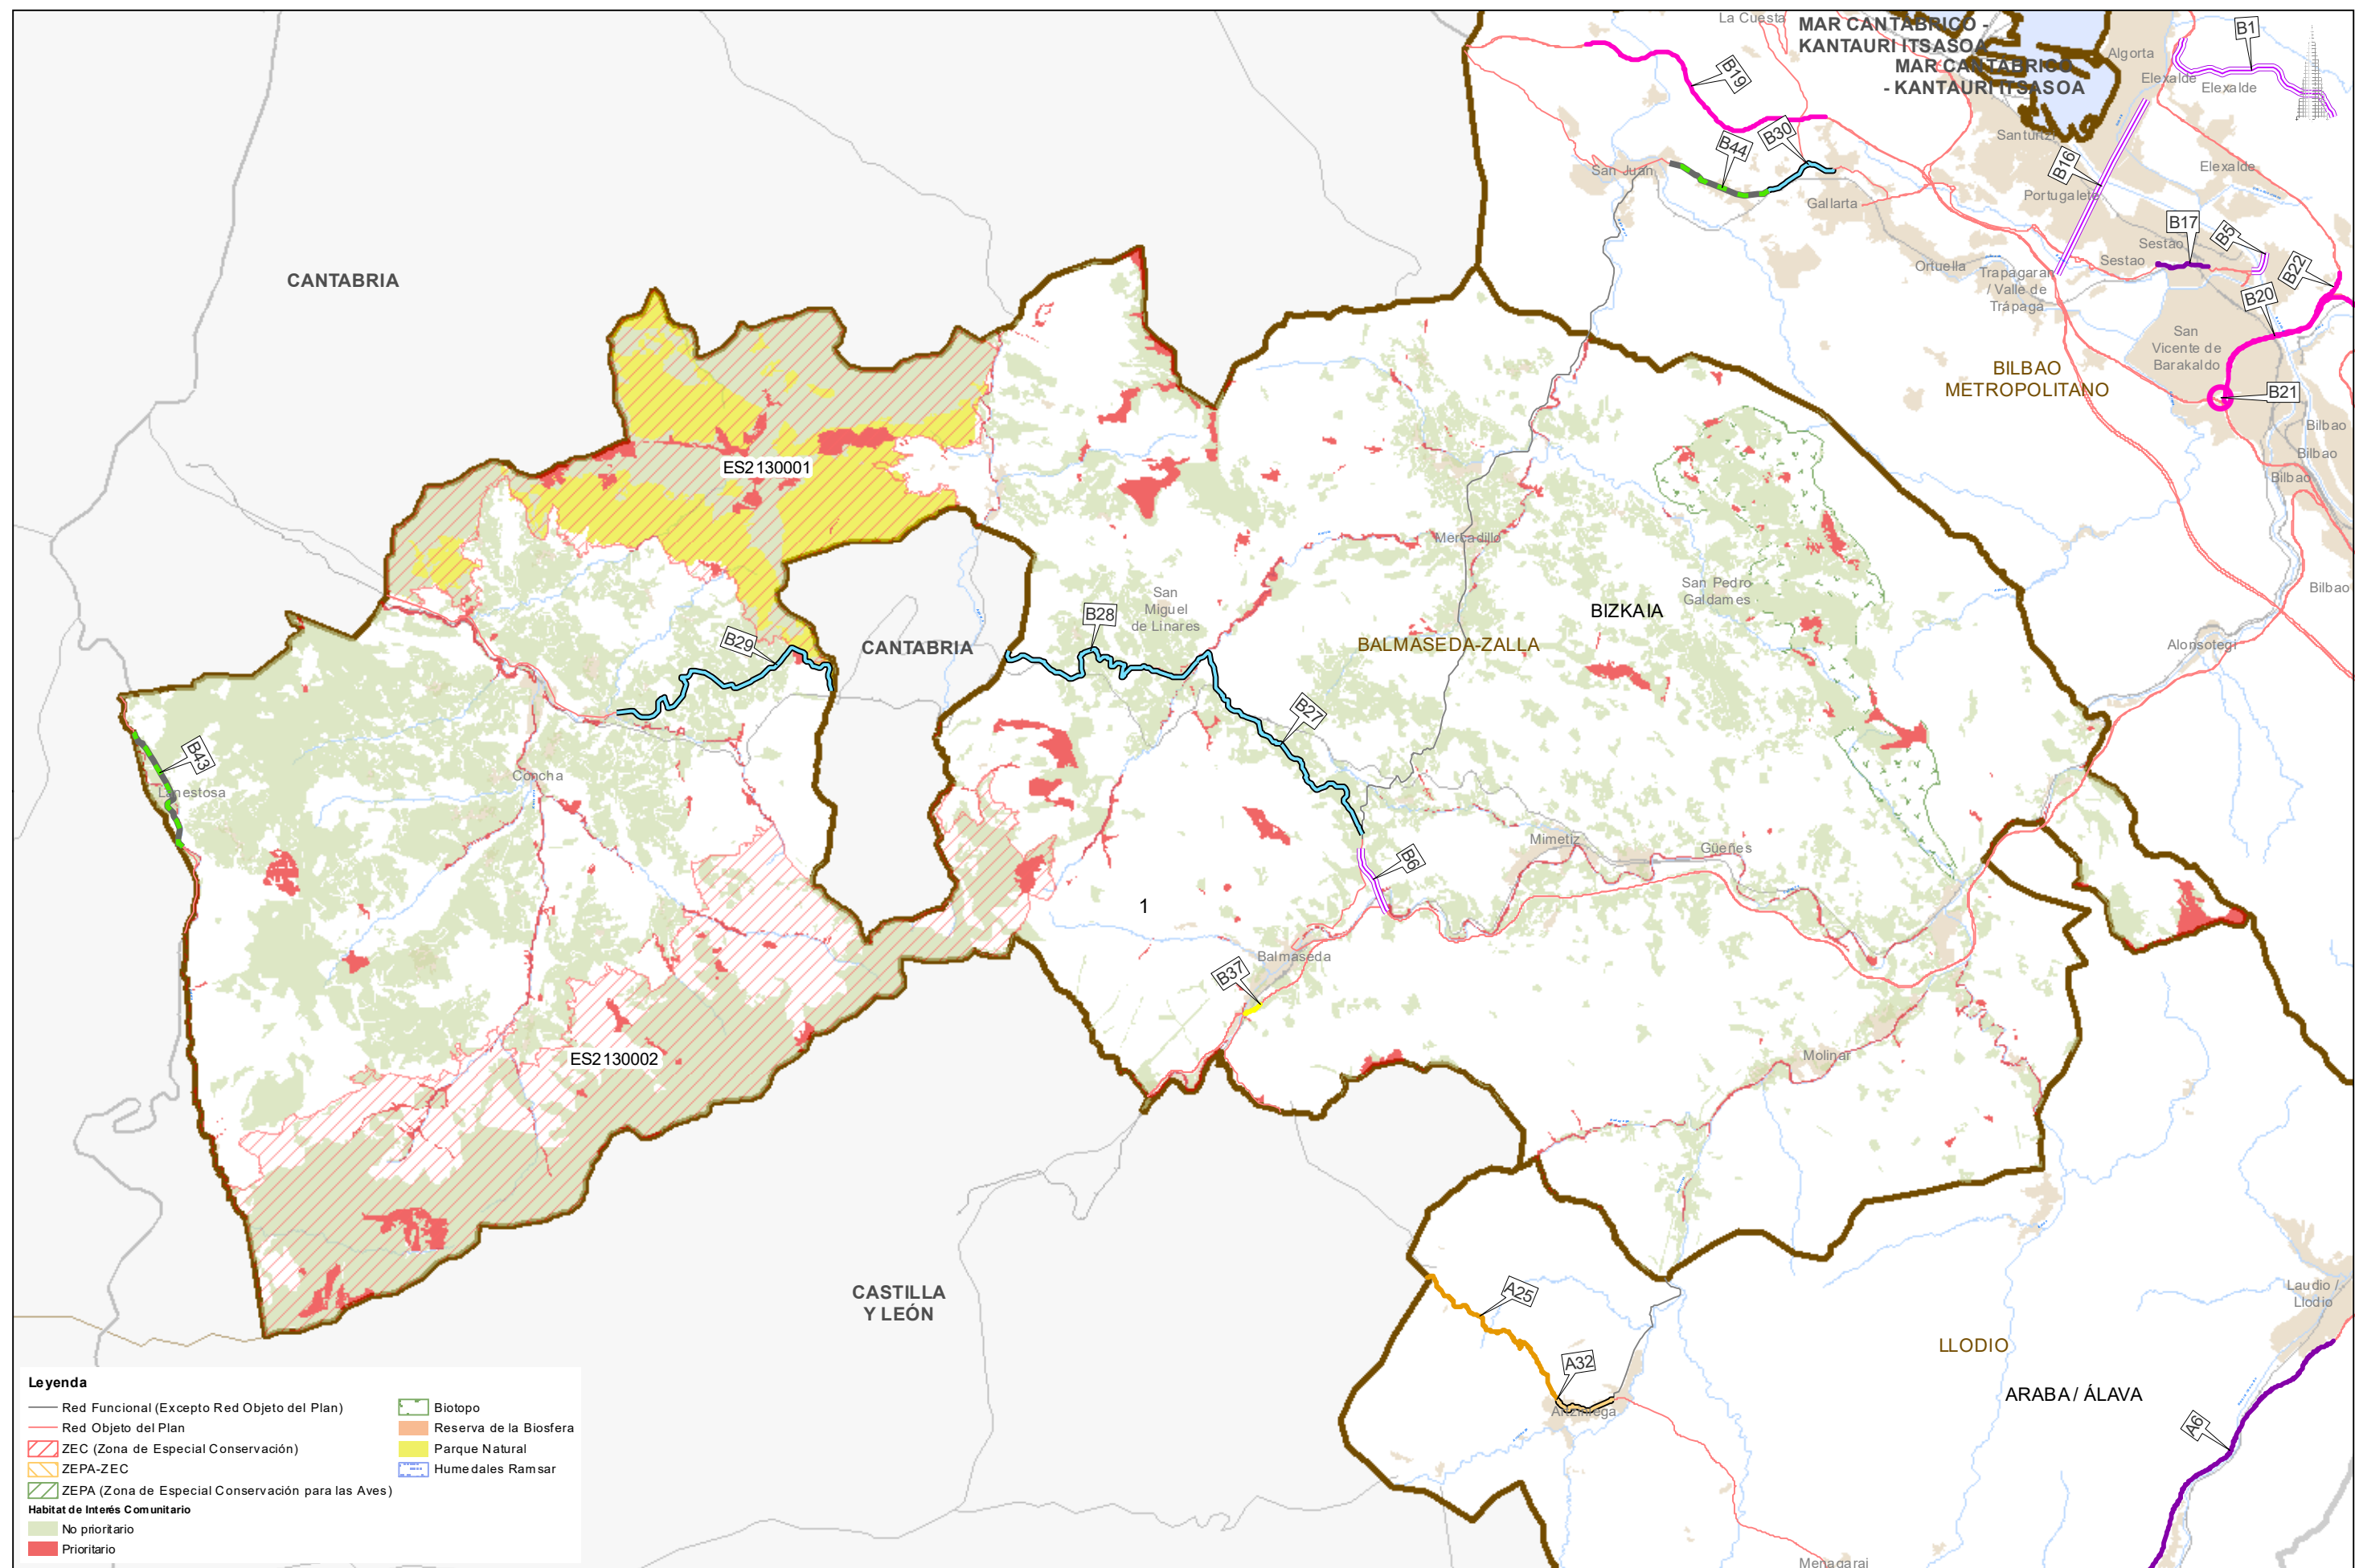 La Cuesta
MAR CANTÁBRICO -
KANTAURI ITSASOA
MAR CANTÁBRICO
- KANTAURI ITSASOA
Algorta
B1
Elexalde
Elexalde
B19
Santurtzi
B30
B44
San Juan
Elexalde
B16
Portugalete
Gallarta
B17
B5
Sestao
Sestao
B22
Ortuella
Trapagaran
/ Valle de
Trápaga
B20
CANTABRIA
San
Vicente de
Barakaldo
BILBAO
METROPOLITANO
B21
Bilbao
Bilbao
Bilbao
ES2130001
Mercadillo
San Pedro
Galdames
Bilbao
San
Miguel
de Linares
B28
BIZKAIA
B29
CANTABRIA
BALMASEDA-ZALLA
Alonsotegi
B27
B43
Concha
Lanestosa
Mimetiz
Güeñes
B6
1
Balmaseda
B37
ES2130002
Molinar
CASTILLA
Y LEÓN
A25
Laudio /
Llodio
LLODIO
A32
ARABA / ÁLAVA
Artziniega
A6
Menagarai
Leyenda
Red Funcional (Excepto Red Objeto del Plan)
Red Objeto del Plan
ZEC (Zona de Especial Conservación)
ZEPA-ZEC
ZEPA (Zona de Especial Conservación para las Aves)
Habitat de Interés Comunitario
No prioritario
Prioritario
Biotopo
Reserva de la Biosfera
Parque Natural
Humedales Ramsar